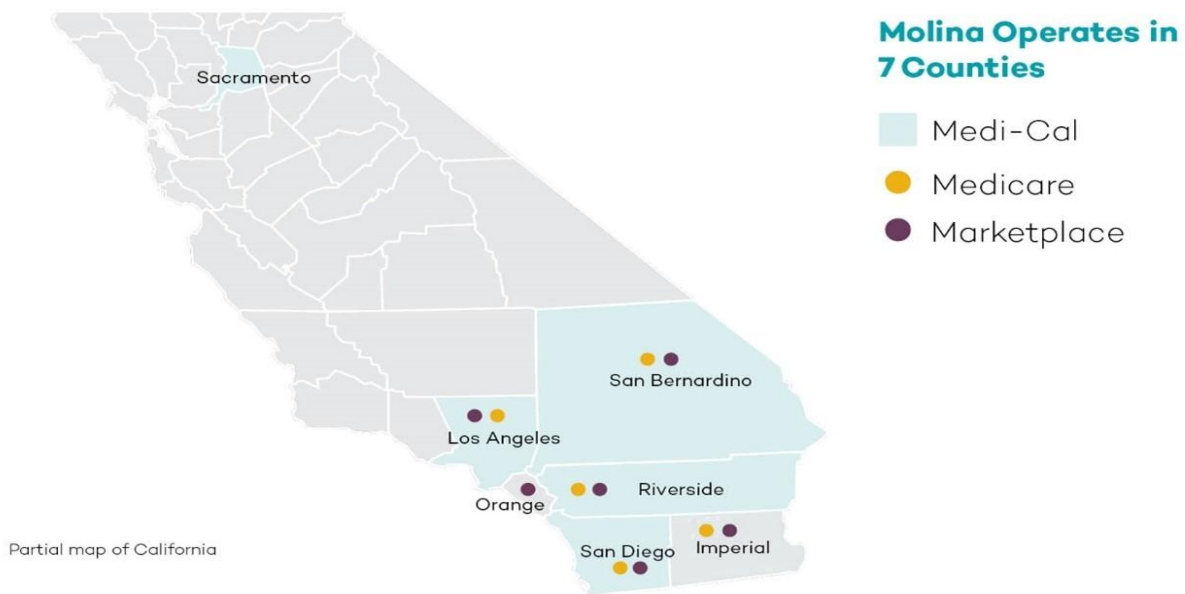 Molina Operates in
7 Counties
Medi-Cal
Medicare
Marketplace
Sacramento
San Bernardino
Los Angeles
Riverside
Orange
San Diego
Imperial
Partial map of California